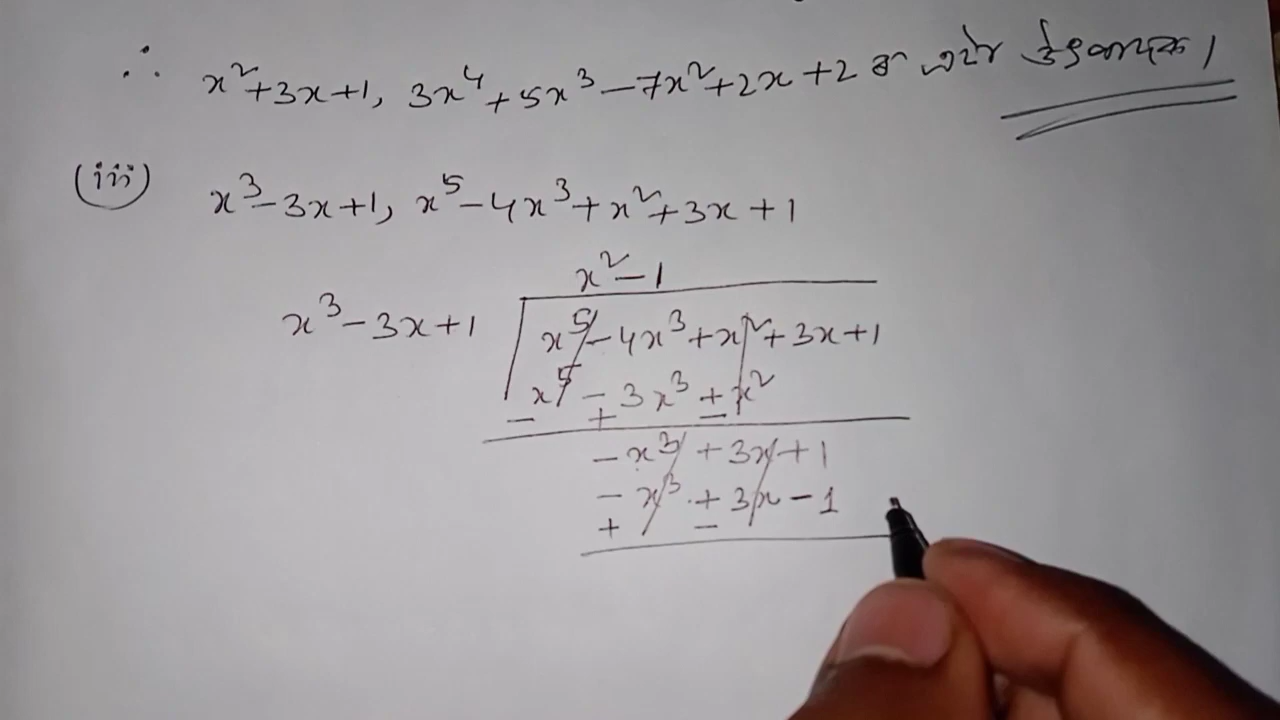 ∴ x²+3x+1, 3x⁴+5x³-7x²+2x+2 ৰ এটা উৎপাদক।
(iii) x³-3x+1, x⁵-4x³+x²+3x+1
x²-1
x³-3x+1 x⁵-4x³+x²+3x+1
x⁵-3x³+x²
- + -
-x³+3x+1
-x³+3x-1
+ -